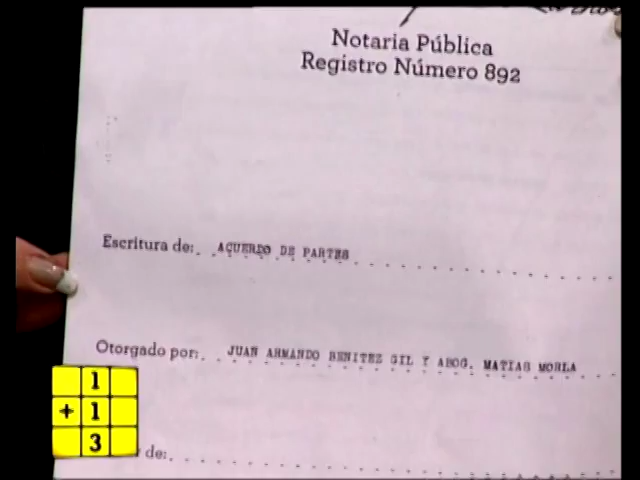 Notaria Pública
Registro Número 892
Escritura de: ACUERDO DE PARTES
Otorgado por: JUAN ARMANDO BENITEZ GIL Y ABOG. MATIAS MORLA
de:
1
+ 1
3